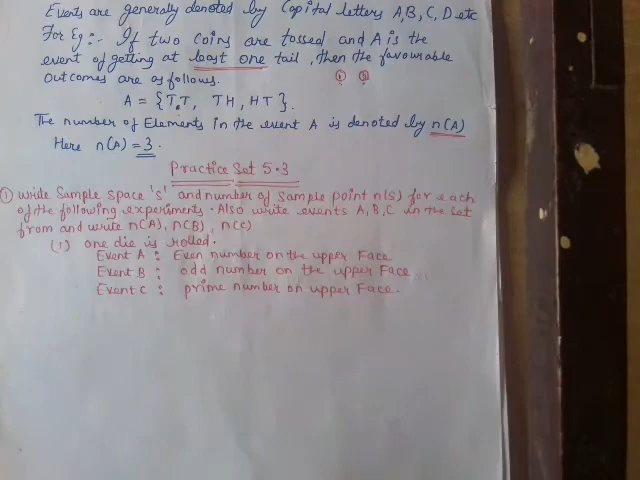 Events are generally denoted by Capital letters A, B, C, D etc
For Eg:- If two coins are tossed and A is the
event of getting at least one tail, then the favourable
outcomes are as follows.
① ②
A = {T.T, TH, HT}.
The number of Elements in the event A is denoted by n(A)
Here n(A) = 3.
Practice Set 5.3
① write Sample space 's' and number of sample point n(s) for each
of the following experiments. Also write events A, B, C in the set
from and write n(A), n(B), n(c)
(1) one die is rolled.
Event A : Even number on the upper Face
Event B : odd number on the upper Face
Event c : prime number on upper Face.